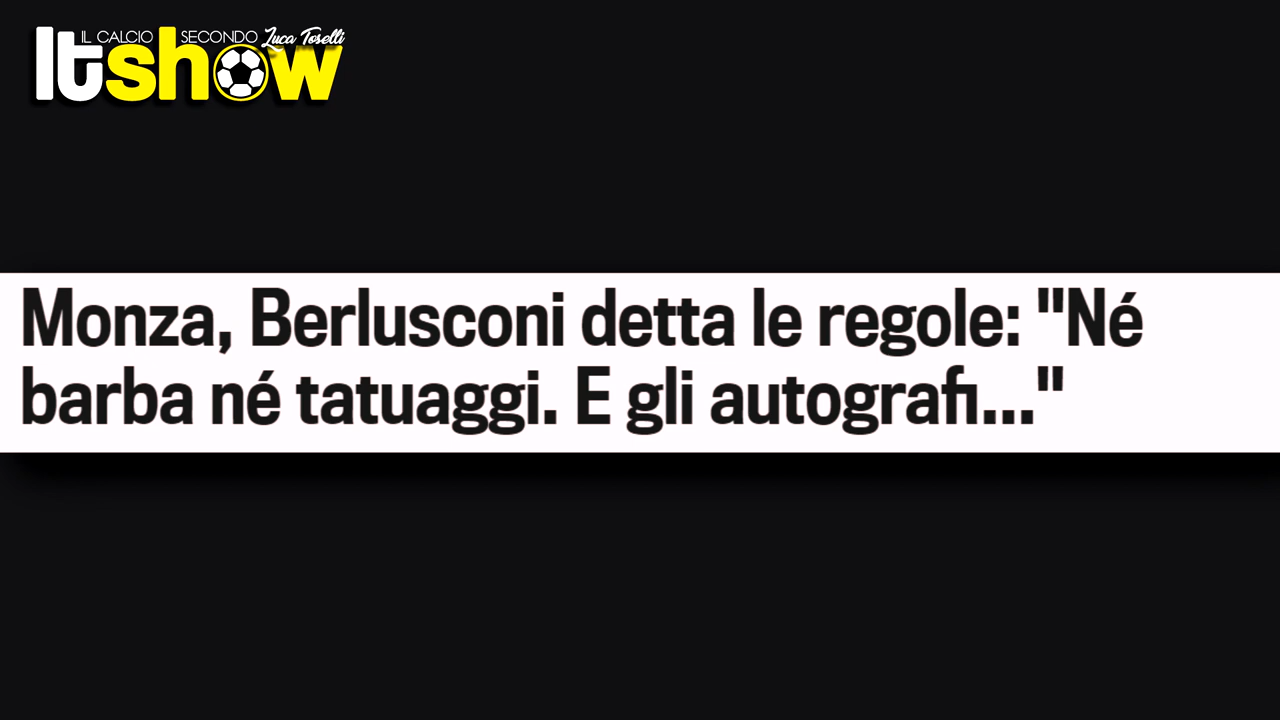 IL CALCIO SECONDO Luca Toselli
ltshow
Monza, Berlusconi detta le regole: "Né
barba né tatuaggi. E gli autografi..."